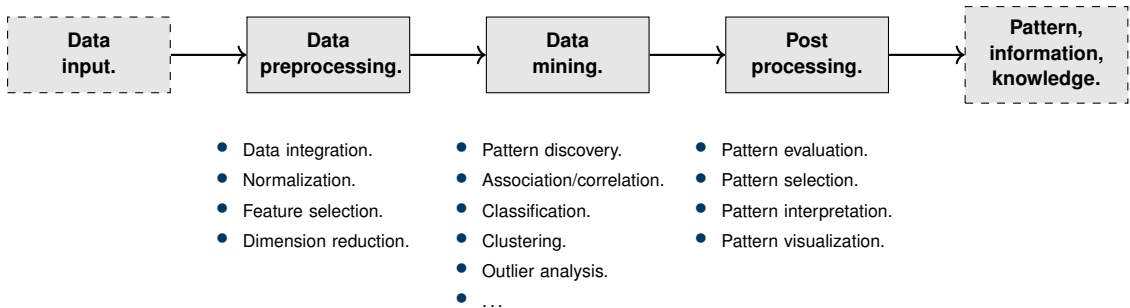 Data
input.
Data
preprocessing.
Data
mining.
Post
processing.
Pattern,
information,
knowledge.
• Data integration.
• Normalization.
• Feature selection.
• Dimension reduction.
• Pattern discovery.
• Association/correlation.
• Classification.
• Clustering.
• Outlier analysis.
• ...
• Pattern evaluation.
• Pattern selection.
• Pattern interpretation.
• Pattern visualization.